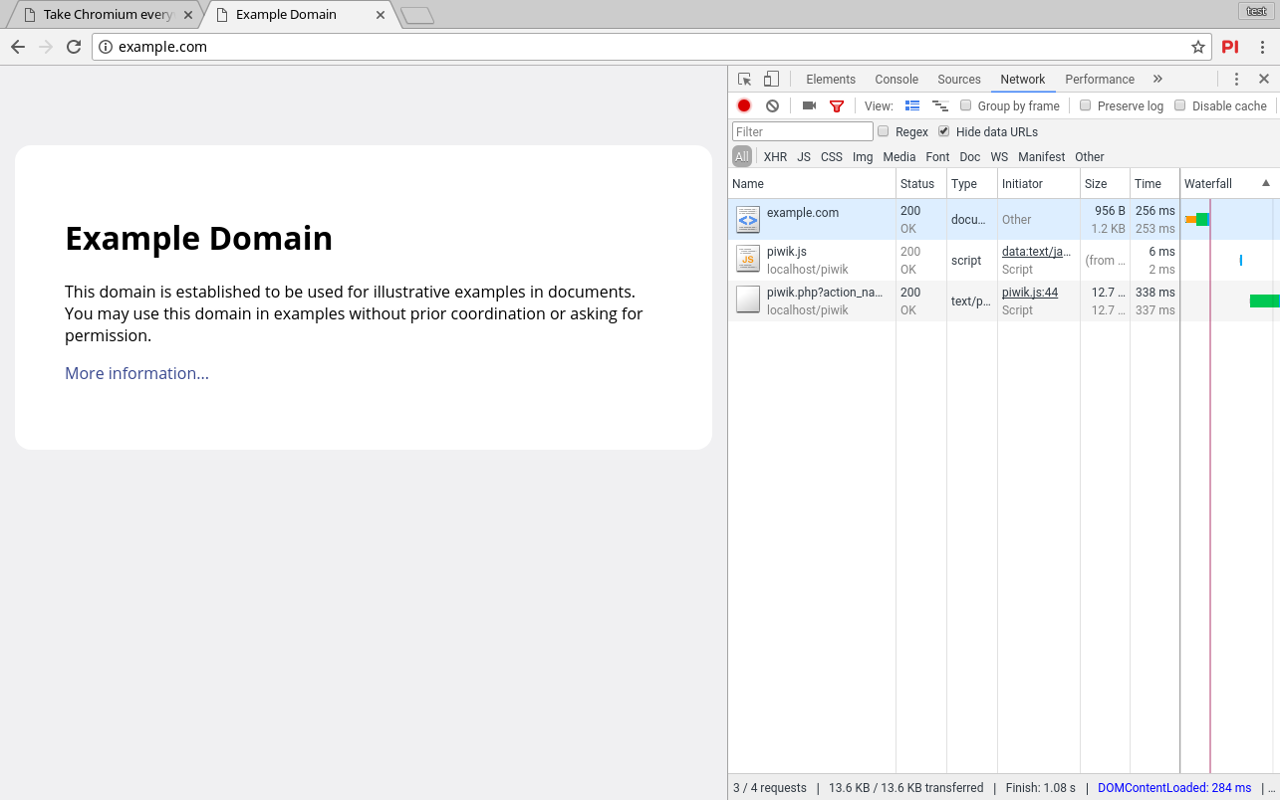 Take Chromium every
Example Domain
test
example.com
PI
Example Domain
This domain is established to be used for illustrative examples in documents.
You may use this domain in examples without prior coordination or asking for
permission.
More information...
Elements Console Sources Network Performance »
View: Group by frame Preserve log Disable cache
Filter Regex Hide data URLs
All XHR JS CSS Img Media Font Doc WS Manifest Other
Name Status Type Initiator Size Time Waterfall
example.com 200 docu... Other 956 B 256 ms
OK 1.2 KB 253 ms
JS piwik.js 200 script data:text/ja... (from ... 6 ms
localhost/piwik OK Script 2 ms
piwik.php?action_na... 200 text/p... piwik.js:44 12.7 ... 338 ms
localhost/piwik OK Script 12.7 ... 337 ms
3 / 4 requests | 13.6 KB / 13.6 KB transferred | Finish: 1.08 s | DOMContentLoaded: 284 ms | ...